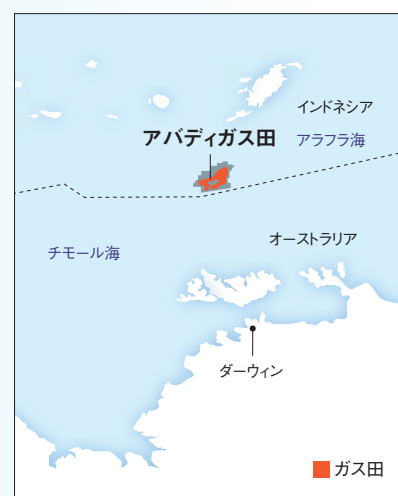 インドネシア
アバディガス田
アラフラ海
オーストラリア
チモール海
ダーウィン
ガス田